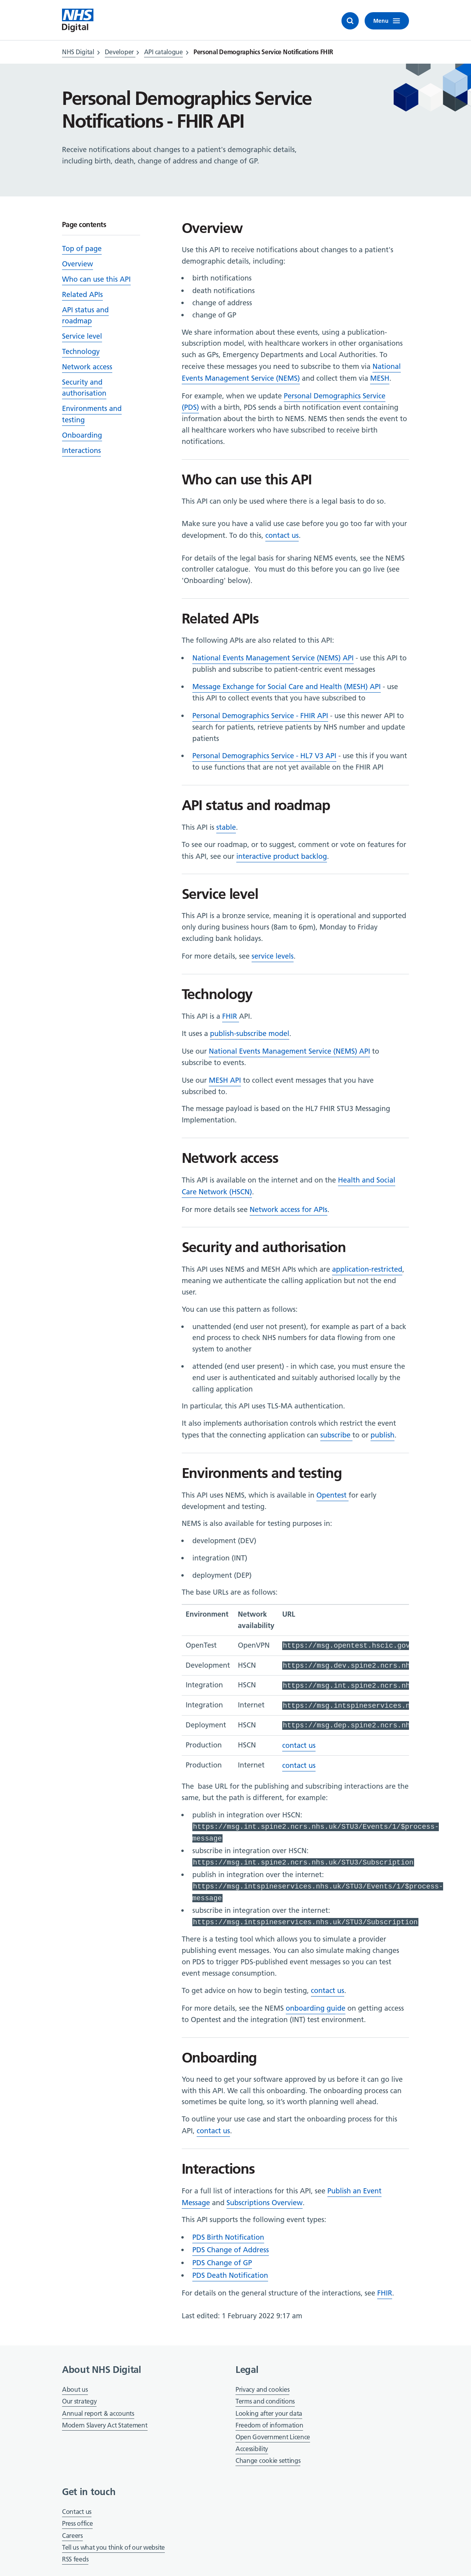 NHS
Digital
Menu
NHS Digital > Developer > API catalogue > Personal Demographics Service Notifications FHIR API
Personal Demographics Service
Notifications - FHIR API
Receive notifications about changes to a patient's demographic details,
including birth, death, change of address and change of GP.
Page contents
Top of page
Overview
Who can use this API
Related APIs
API status and
roadmap
Service level
Technology
Network access
Security and
authorisation
Environments and
testing
Onboarding
Interactions
Overview
Use this API to receive notifications about changes to a patient's
demographic details, including:
• birth notifications
• death notifications
• change of address
• change of GP
We share information about these events, using a publication-
subscription model, with healthcare workers in other organisations
such as GPs, Emergency Departments and Local Authorities. To
receive these messages you need to subscribe to them via National
Events Management Service (NEMS) and collect them via MESH.
For example, when we update Personal Demographics Service
(PDS) with a birth, PDS sends a birth notification event containing
information about the birth to NEMS. NEMS then sends the event to
all healthcare workers who have subscribed to receive birth
notifications.
Who can use this API
This API can only be used where there is a legal basis to do so.
Make sure you have a valid use case before you go too far with your
development. To do this, contact us.
For details of the legal basis for sharing NEMS events, see the NEMS
controller catalogue.  You must do this before you can go live (see
'Onboarding' below).
Related APIs
The following APIs are also related to this API:
• National Events Management Service (NEMS) API - use this API to
publish and subscribe to patient-centric event messages
• Message Exchange for Social Care and Health (MESH) API - use
this API to collect events that you have subscribed to
• Personal Demographics Service - FHIR API - use this newer API to
search for patients, retrieve patients by NHS number and update
patients
• Personal Demographics Service - HL7 V3 API - use this if you want
to use functions that are not yet available on the FHIR API
API status and roadmap
This API is stable.
To see our roadmap, or to suggest, comment or vote on features for
this API, see our interactive product backlog.
Service level
This API is a bronze service, meaning it is operational and supported
only during business hours (8am to 6pm), Monday to Friday
excluding bank holidays.
For more details, see service levels.
Technology
This API is a FHIR API.
It uses a publish-subscribe model.
Use our National Events Management Service (NEMS) API to
subscribe to events.
Use our MESH API to collect event messages that you have
subscribed to.
The message payload is based on the HL7 FHIR STU3 Messaging
Implementation.
Network access
This API is available on the internet and on the Health and Social
Care Network (HSCN).
For more details see Network access for APIs.
Security and authorisation
This API uses NEMS and MESH APIs which are application-restricted,
meaning we authenticate the calling application but not the end
user.
You can use this pattern as follows:
• unattended (end user not present), for example as part of a back
end process to check NHS numbers for data flowing from one
system to another
• attended (end user present) - in which case, you must ensure the
end user is authenticated and suitably authorised locally by the
calling application
In particular, this API uses TLS-MA authentication.
It also implements authorisation controls which restrict the event
types that the connecting application can subscribe to or publish.
Environments and testing
This API uses NEMS, which is available in Opentest for early
development and testing.
NEMS is also available for testing purposes in:
• development (DEV)
• integration (INT)
• deployment (DEP)
The base URLs are as follows:
Environment Network URL
availability
OpenTest OpenVPN https://msg.opentest.hscic.gov
Development HSCN https://msg.dev.spine2.ncrs.nh
Integration HSCN https://msg.int.spine2.ncrs.nh
Integration Internet https://msg.intspineservices.n
Deployment HSCN https://msg.dep.spine2.ncrs.nh
Production HSCN contact us
Production Internet contact us
The  base URL for the publishing and subscribing interactions are the
same, but the path is different, for example:
• publish in integration over HSCN:
https://msg.int.spine2.ncrs.nhs.uk/STU3/Events/1/$process-
message
• subscribe in integration over HSCN:
https://msg.int.spine2.ncrs.nhs.uk/STU3/Subscription
• publish in integration over the internet:
https://msg.intspineservices.nhs.uk/STU3/Events/1/$process-
message
• subscribe in integration over the internet:
https://msg.intspineservices.nhs.uk/STU3/Subscription
There is a testing tool which allows you to simulate a provider
publishing event messages. You can also simulate making changes
on PDS to trigger PDS-published event messages so you can test
event message consumption.
To get advice on how to begin testing, contact us.
For more details, see the NEMS onboarding guide on getting access
to Opentest and the integration (INT) test environment.
Onboarding
You need to get your software approved by us before it can go live
with this API. We call this onboarding. The onboarding process can
sometimes be quite long, so it's worth planning well ahead.
To outline your use case and start the onboarding process for this
API, contact us.
Interactions
For a full list of interactions for this API, see Publish an Event
Message and Subscriptions Overview.
This API supports the following event types:
• PDS Birth Notification
• PDS Change of Address
• PDS Change of GP
• PDS Death Notification
For details on the general structure of the interactions, see FHIR.
Last edited: 1 February 2022 9:17 am
About NHS Digital
About us
Our strategy
Annual report & accounts
Modern Slavery Act Statement
Legal
Privacy and cookies
Terms and conditions
Looking after your data
Freedom of information
Open Government Licence
Accessibility
Change cookie settings
Get in touch
Contact us
Press office
Careers
Tell us what you think of our website
RSS feeds